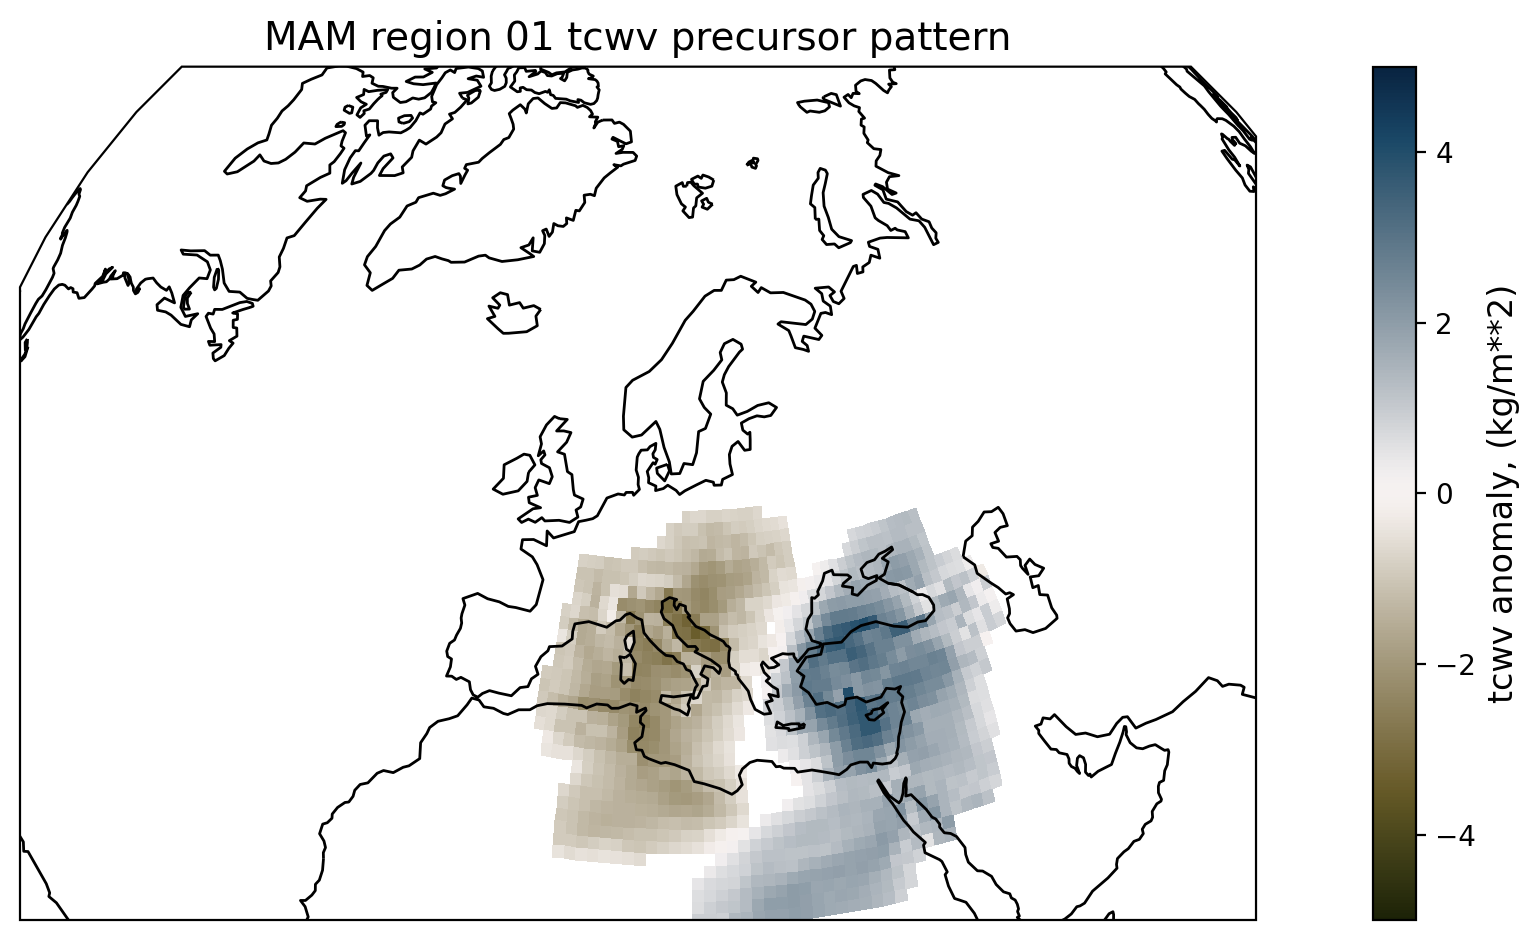 MAM region 01 tcwv precursor pattern
4
2
0
−2
−4
tcwv anomaly, (kg/m**2)